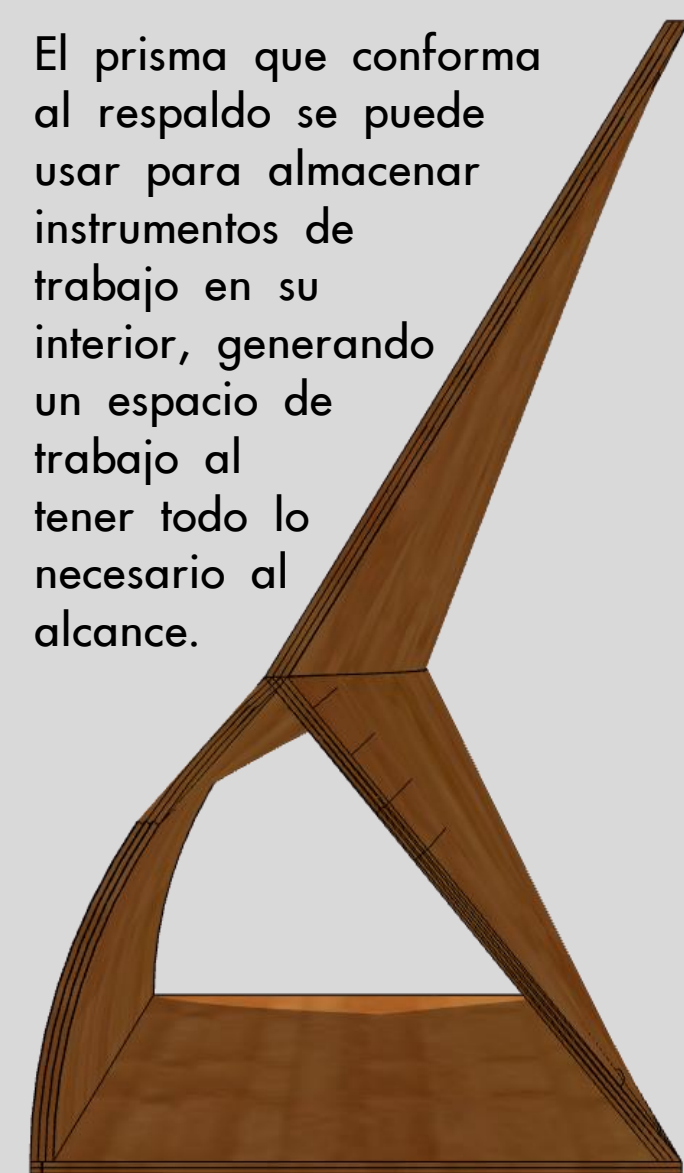 El prisma que conforma
al respaldo se puede
usar para almacenar
instrumentos de
trabajo en su
interior, generando
un espacio de
trabajo al
tener todo lo
necesario al
alcance.